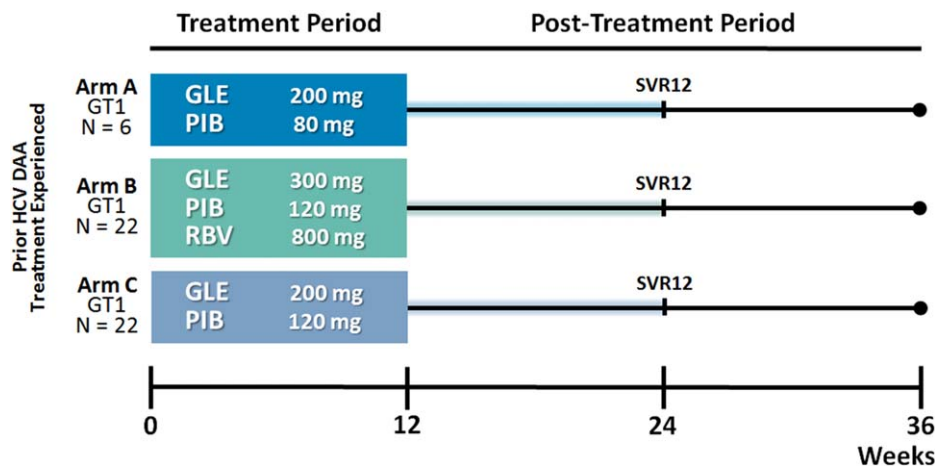 Treatment Period
Post-Treatment Period
Prior HCV DAA
Treatment Experienced
Arm A
GT1
N = 6
GLE 200 mg
PIB 80 mg
SVR12
Arm B
GT1
N = 22
GLE 300 mg
PIB 120 mg
RBV 800 mg
SVR12
Arm C
GT1
N = 22
GLE 200 mg
PIB 120 mg
SVR12
0 12 24 36
Weeks